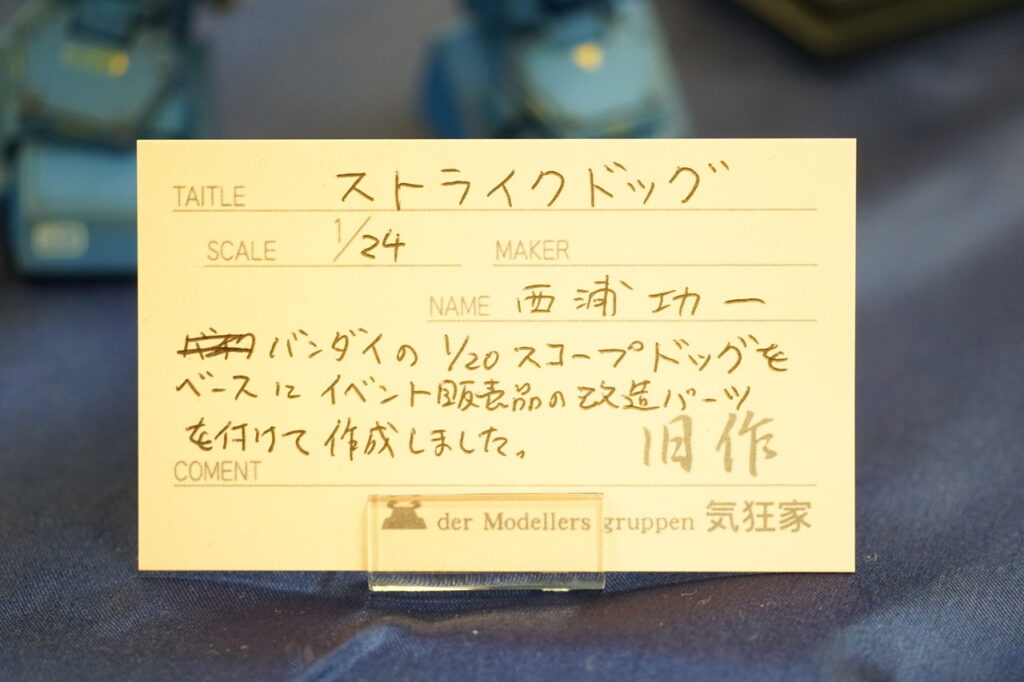 TAITLE ストライクドッグ
SCALE 1/24 MAKER
NAME 西浦功一
バンダイの 1/20 スコープドッグを
ベースに イベント販売品の改造パーツ
を付けて作成しました。
旧作
COMENT
der Modellers gruppen 気狂家